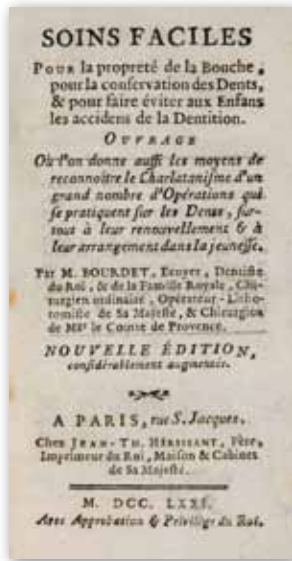 SOINS FACILES
Pour la propreté de la Bouche,
pour la conservation des Dents,
& pour faire éviter aux Enfans
les accidens de la Dentition.
OUVRAGE
Où l'on donne aussi les moyens de
reconnoître le Charlatanisme d'un
grand nombre d'Opérations qui
se pratiquent sur les Dents, sur-
tout à leur renouvellement & à
leur arrangement dans la jeunesse.
Par M. BOURDET, Ecuyer, Dentiste
du Roi, & de la Famille Royale, Chi-
rurgien ordinaire, Opérateur-Litho-
tomiste de Sa Majesté, & Chirurgien
de Mgr le Comte de Provence.
NOUVELLE ÉDITION,
considérablement augmentée.
A PARIS, rue S. Jacques.
Chez JEAN-TH. HÉRISSANT, Père,
Imprimeur du Roi, Maison & Cabinet
de Sa Majesté.
M. DCC. LXXI.
Avec Approbation & Privilége du Roi.